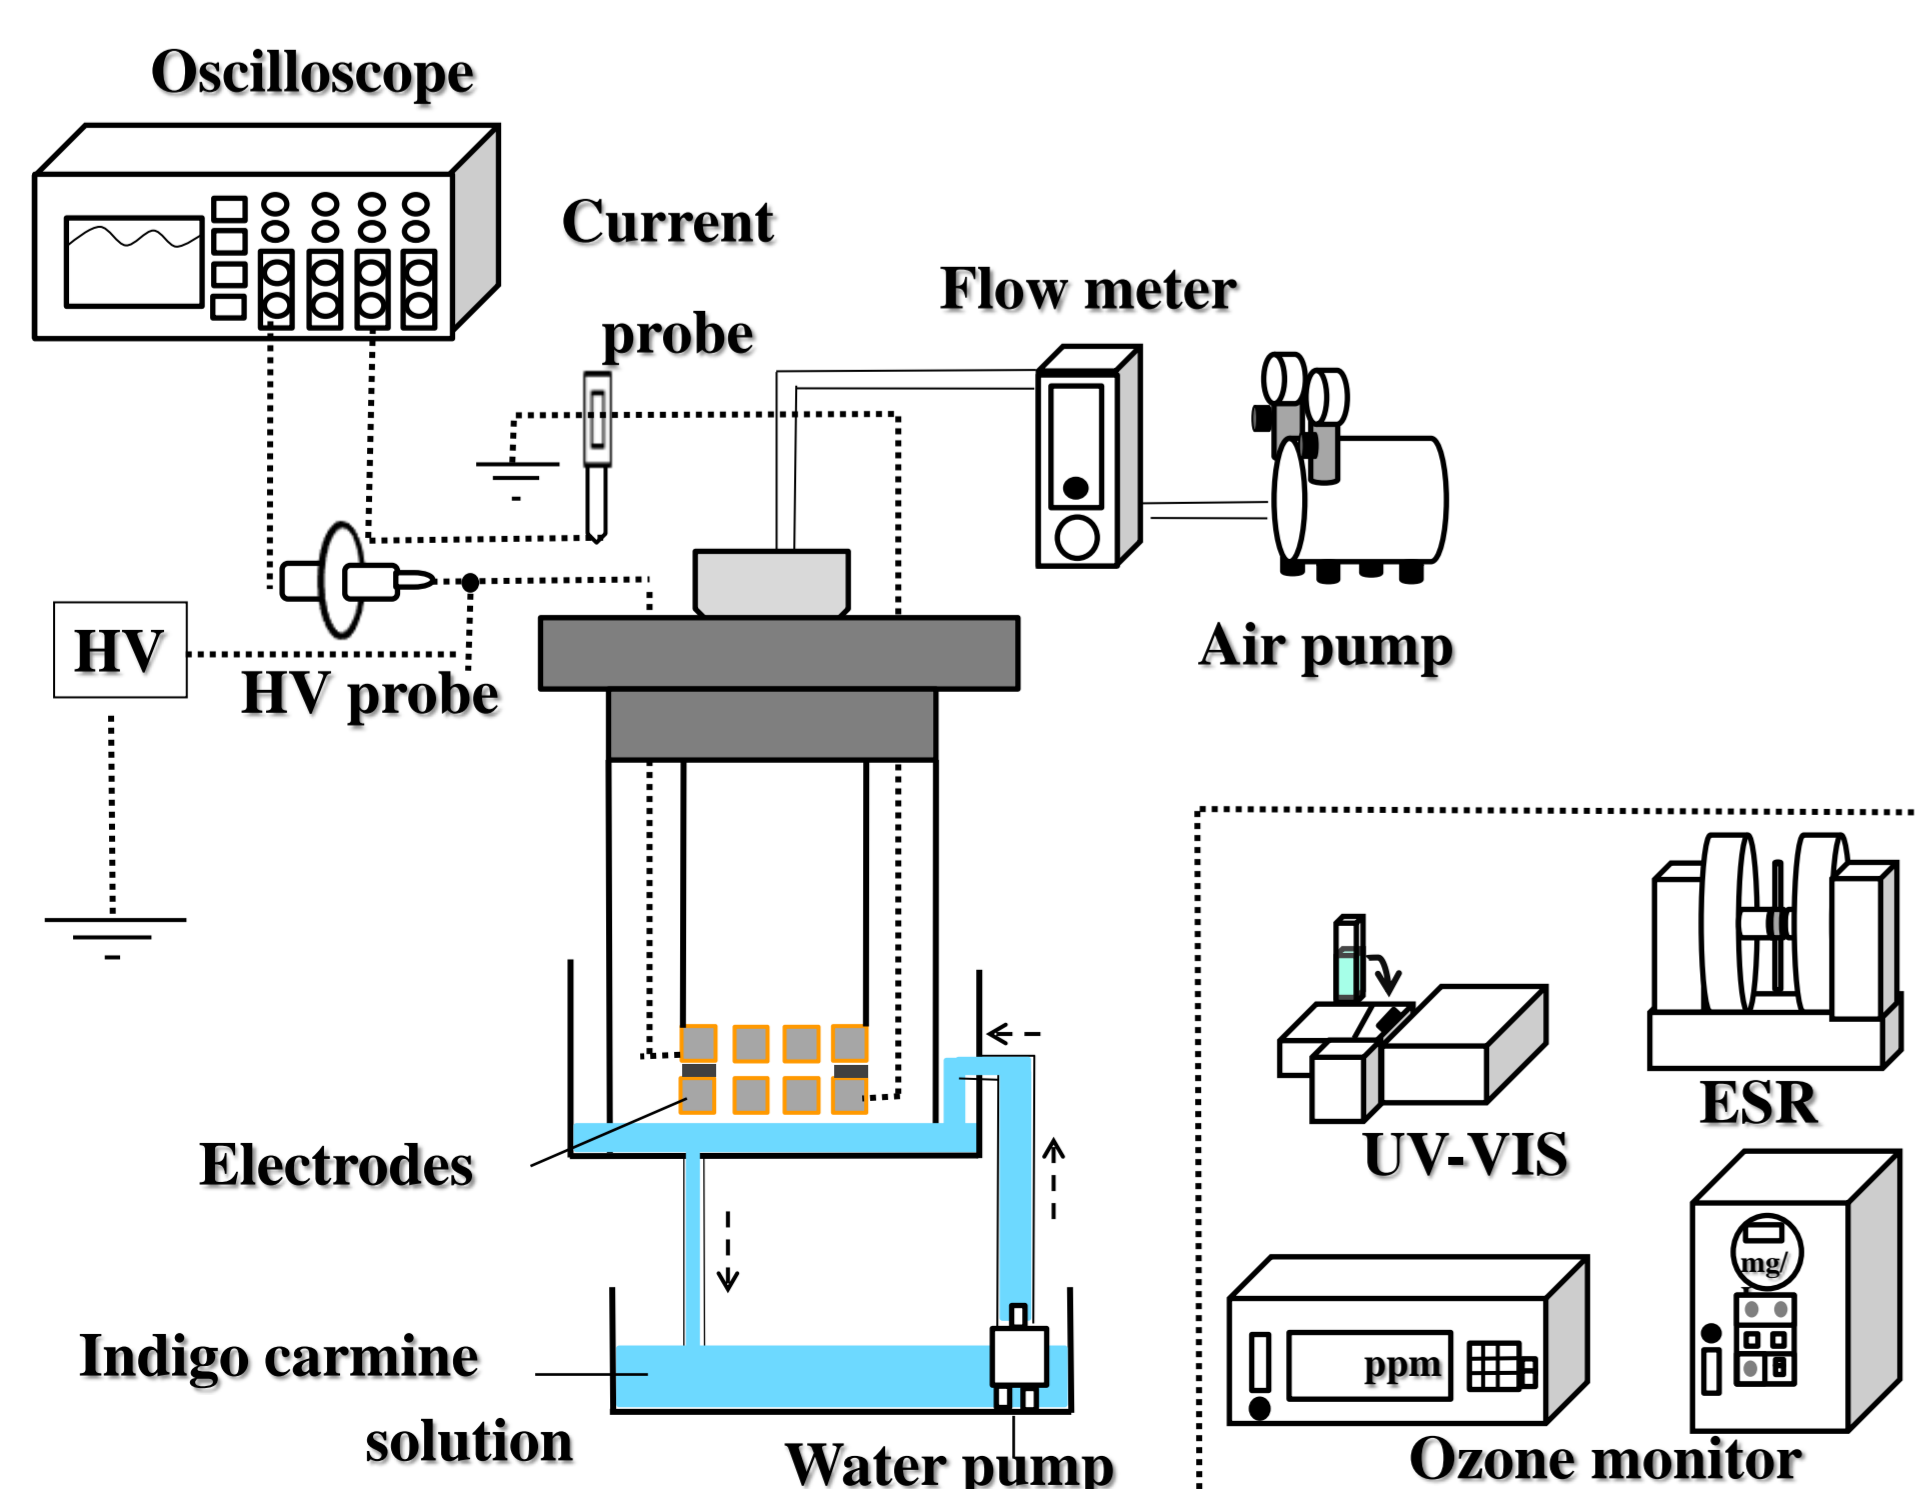 Oscilloscope
Current
probe
Flow meter
Air pump
HV
HV probe
Electrodes
Indigo carmine
solution
Water pump
UV-VIS
ESR
mg/
ppm
Ozone monitor